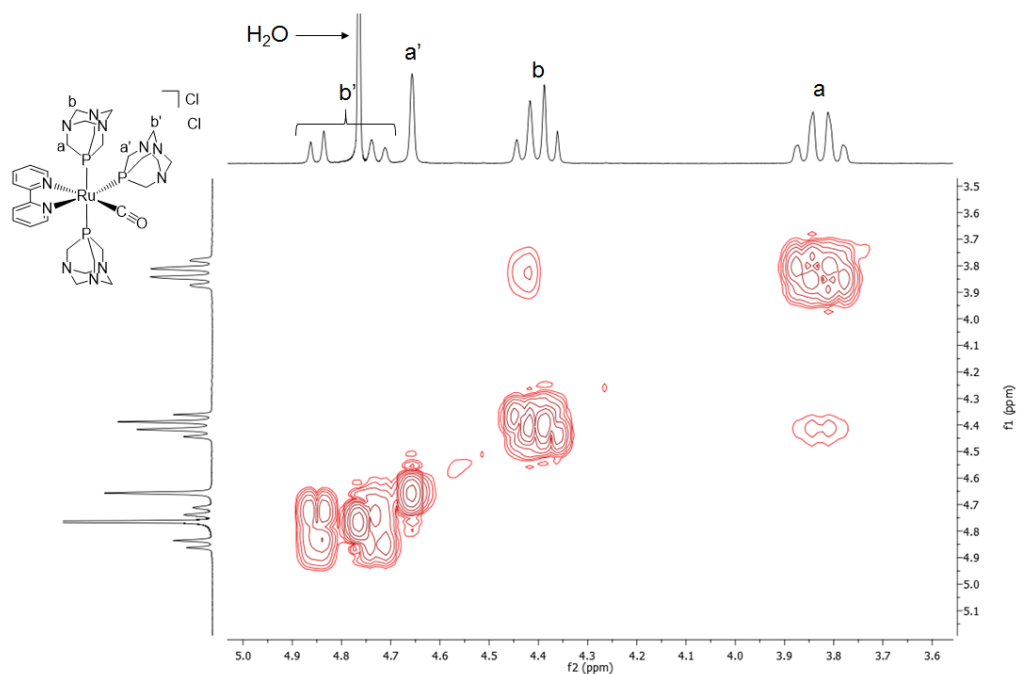 H₂O
b'
a'
b
a
b
N
N
N
a
P
Cl
Cl
b'
a'
N
N
N
P
N
N
Ru
C
O
P
N
N
N
3.5
3.6
3.7
3.8
3.9
4.0
4.1
4.2
4.3
4.4
4.5
4.6
4.7
4.8
4.9
5.0
5.1
f1 (ppm)
5.0 4.9 4.8 4.7 4.6 4.5 4.4 4.3 4.2 4.1 4.0 3.9 3.8 3.7 3.6
f2 (ppm)